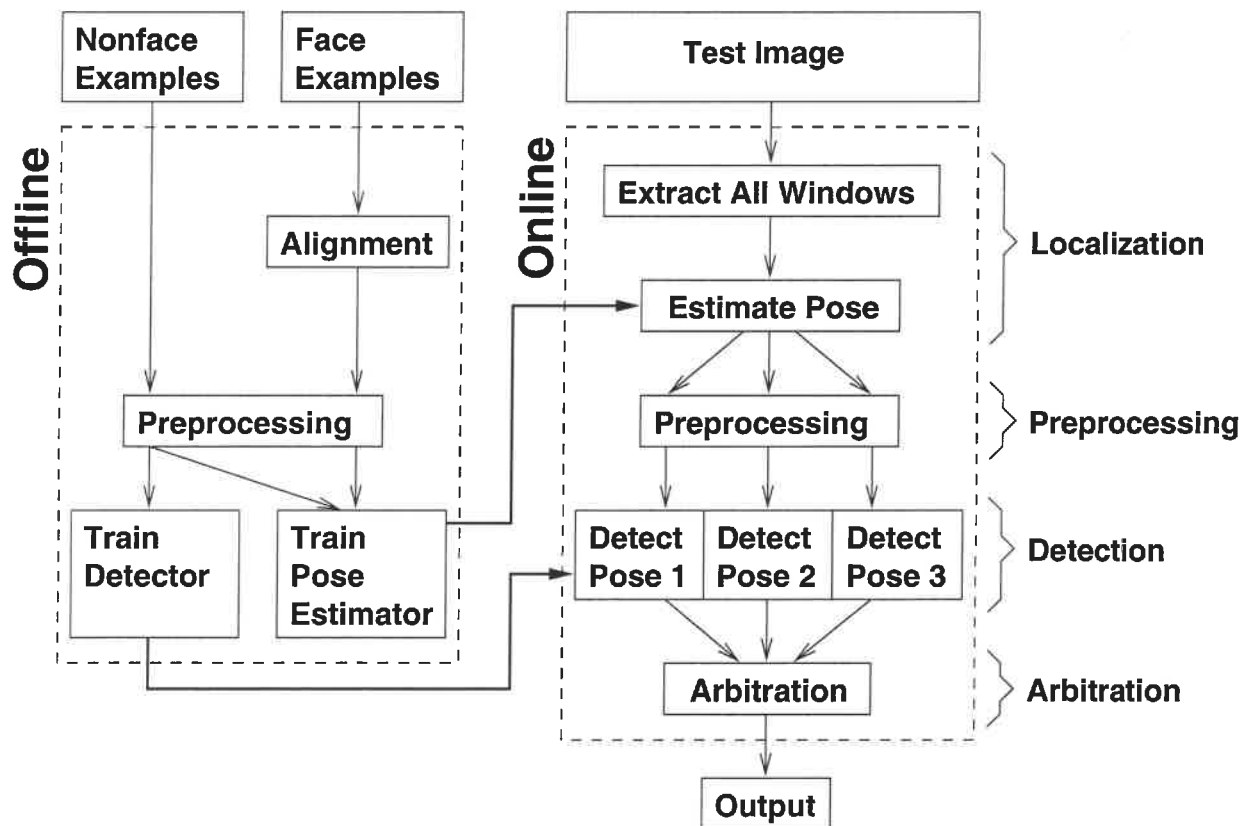 Nonface
Examples
Face
Examples
Test Image
Offline
Online
Extract All Windows
Alignment
Localization
Estimate Pose
Preprocessing
Preprocessing
Preprocessing
Train
Detector
Train
Pose
Estimator
Detect
Pose 1
Detect
Pose 2
Detect
Pose 3
Detection
Arbitration
Arbitration
Output